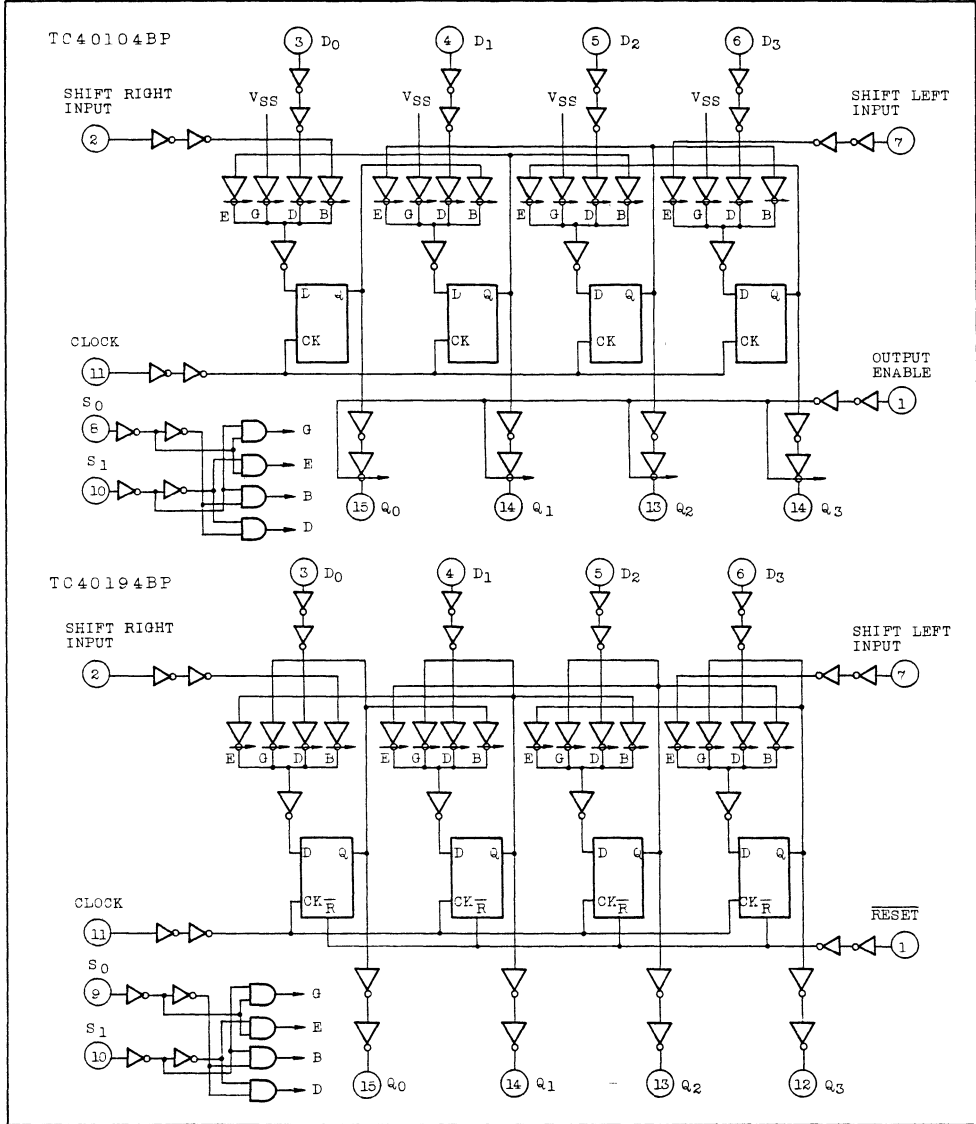 TC40104BP
3 D0 4 D1 5 D2 6 D3
SHIFT RIGHT
INPUT
VSS VSS VSS VSS
SHIFT LEFT
INPUT
2 7
E G D B E G D B E G D B E G D B
L Q L Q D Q D Q
CK CK CK CK
CLOCK
11
OUTPUT
ENABLE
1
S0
8
S1
10
G
E
B
D
15 Q0 14 Q1 13 Q2 14 Q3
TC40194BP
3 D0 4 D1 5 D2 6 D3
SHIFT RIGHT
INPUT
SHIFT LEFT
INPUT
2 7
E G D B E G D B E G D B E G D B
D Q D Q D Q D Q
CK R CK R CK R CK R
CLOCK
11
RESET
1
S0
9
S1
10
G
E
B
D
15 Q0 14 Q1 13 Q2 12 Q3